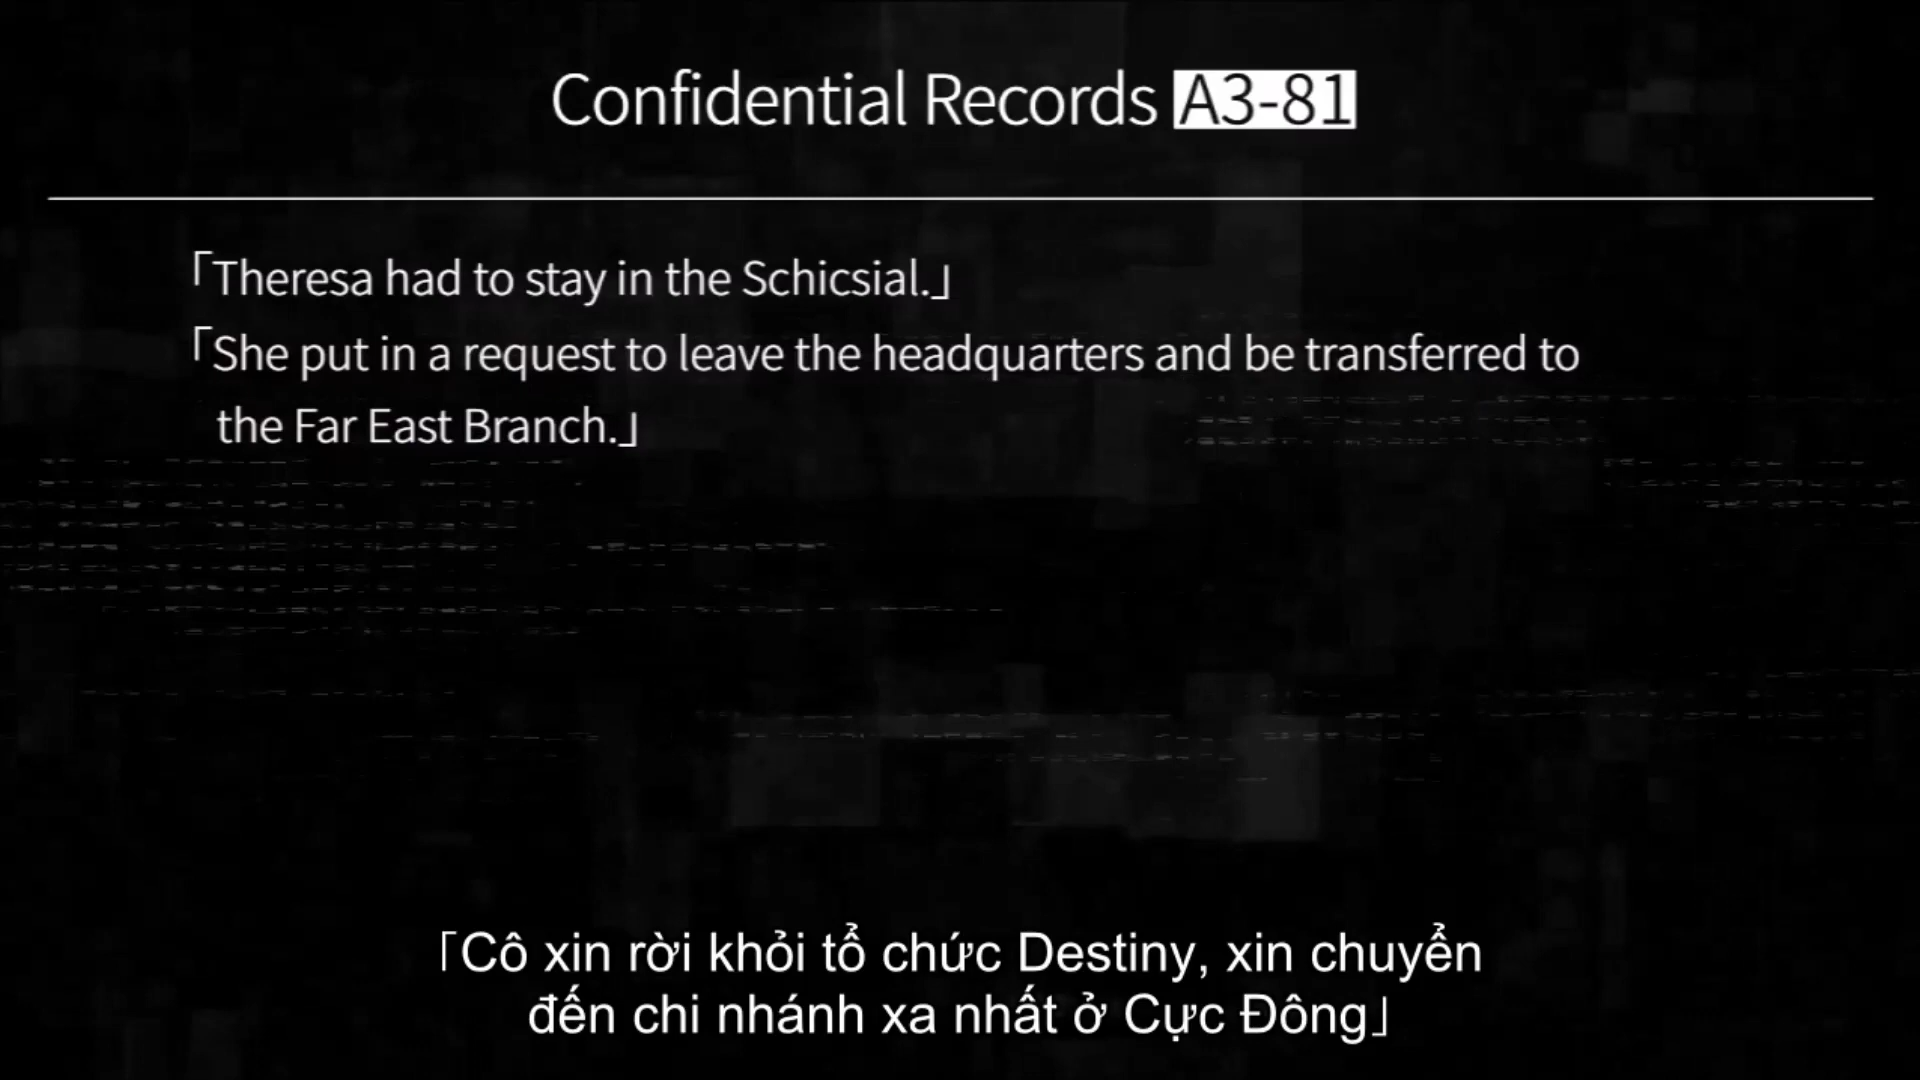 Confidential Records A3-81
「Theresa had to stay in the Schicsial.」
「She put in a request to leave the headquarters and be transferred to
the Far East Branch.」
「Cô xin rời khỏi tổ chức Destiny, xin chuyển
đến chi nhánh xa nhất ở Cực Đông」